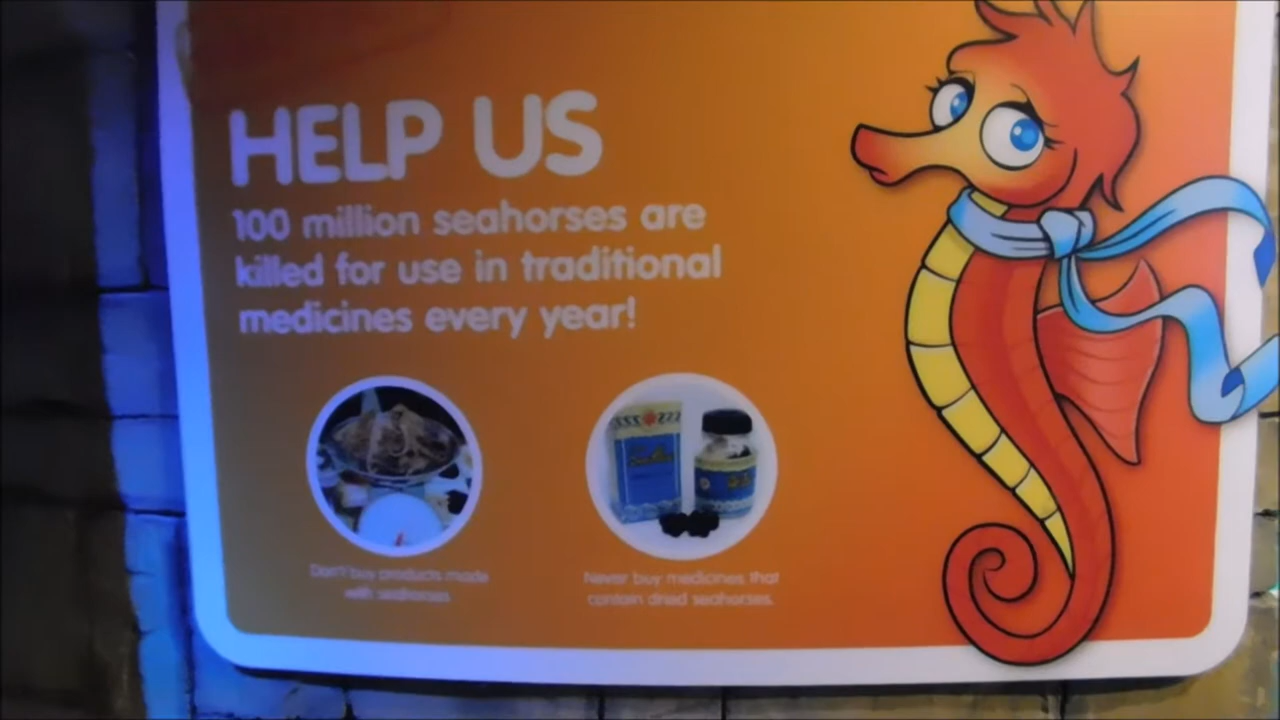 HELP US
100 million seahorses are
killed for use in traditional
medicines every year!
Don't buy products made
with seahorses.
Never buy medicines that
contain dried seahorses.